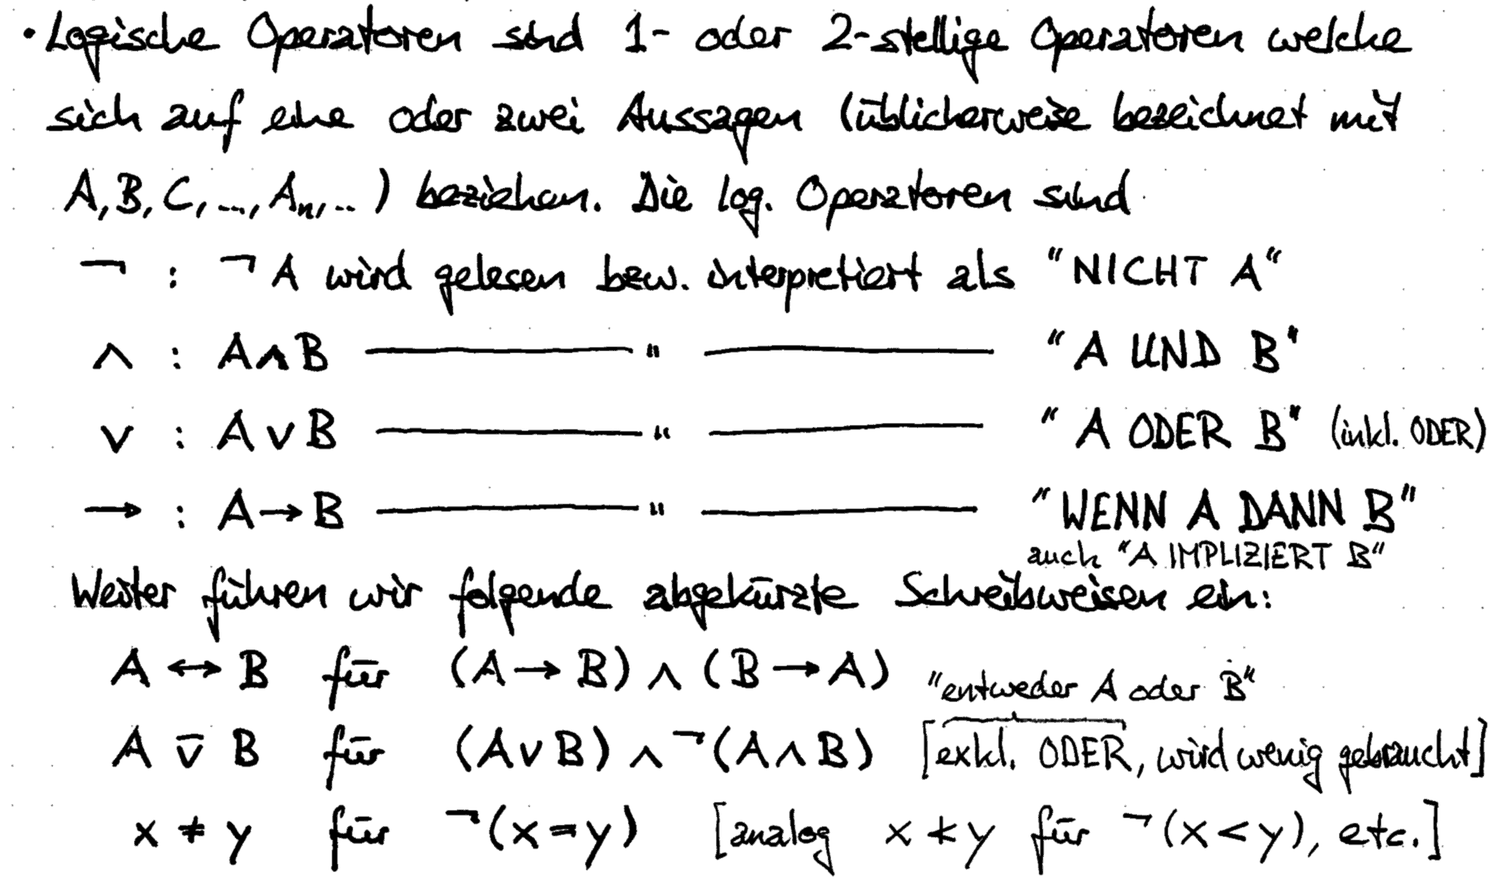 • Logische Operatoren sind 1- oder 2-stellige Operatoren welche
sich auf eine oder zwei Aussagen (üblicherweise bezeichnet mit
A, B, C, ..., Aₙ, ..) beziehen. Die log. Operatoren sind
¬ : ¬A wird gelesen bzw. interpretiert als "NICHT A"
∧ : A∧B ——— " ——— "A UND B"
∨ : A∨B ——— " ——— "A ODER B" (inkl. ODER)
→ : A→B ——— " ——— "WENN A DANN B"
auch "A IMPLIZIERT B"
Weiter führen wir folgende abgekürzte Schreibweisen ein:
A ↔ B für (A → B) ∧ (B → A)
"entweder A oder B"
A ⊽ B für (A∨B) ∧ ¬(A∧B) [exkl. ODER, wird wenig gebraucht]
x ≠ y für ¬(x=y) [analog x ≮ y für ¬(x<y), etc.]